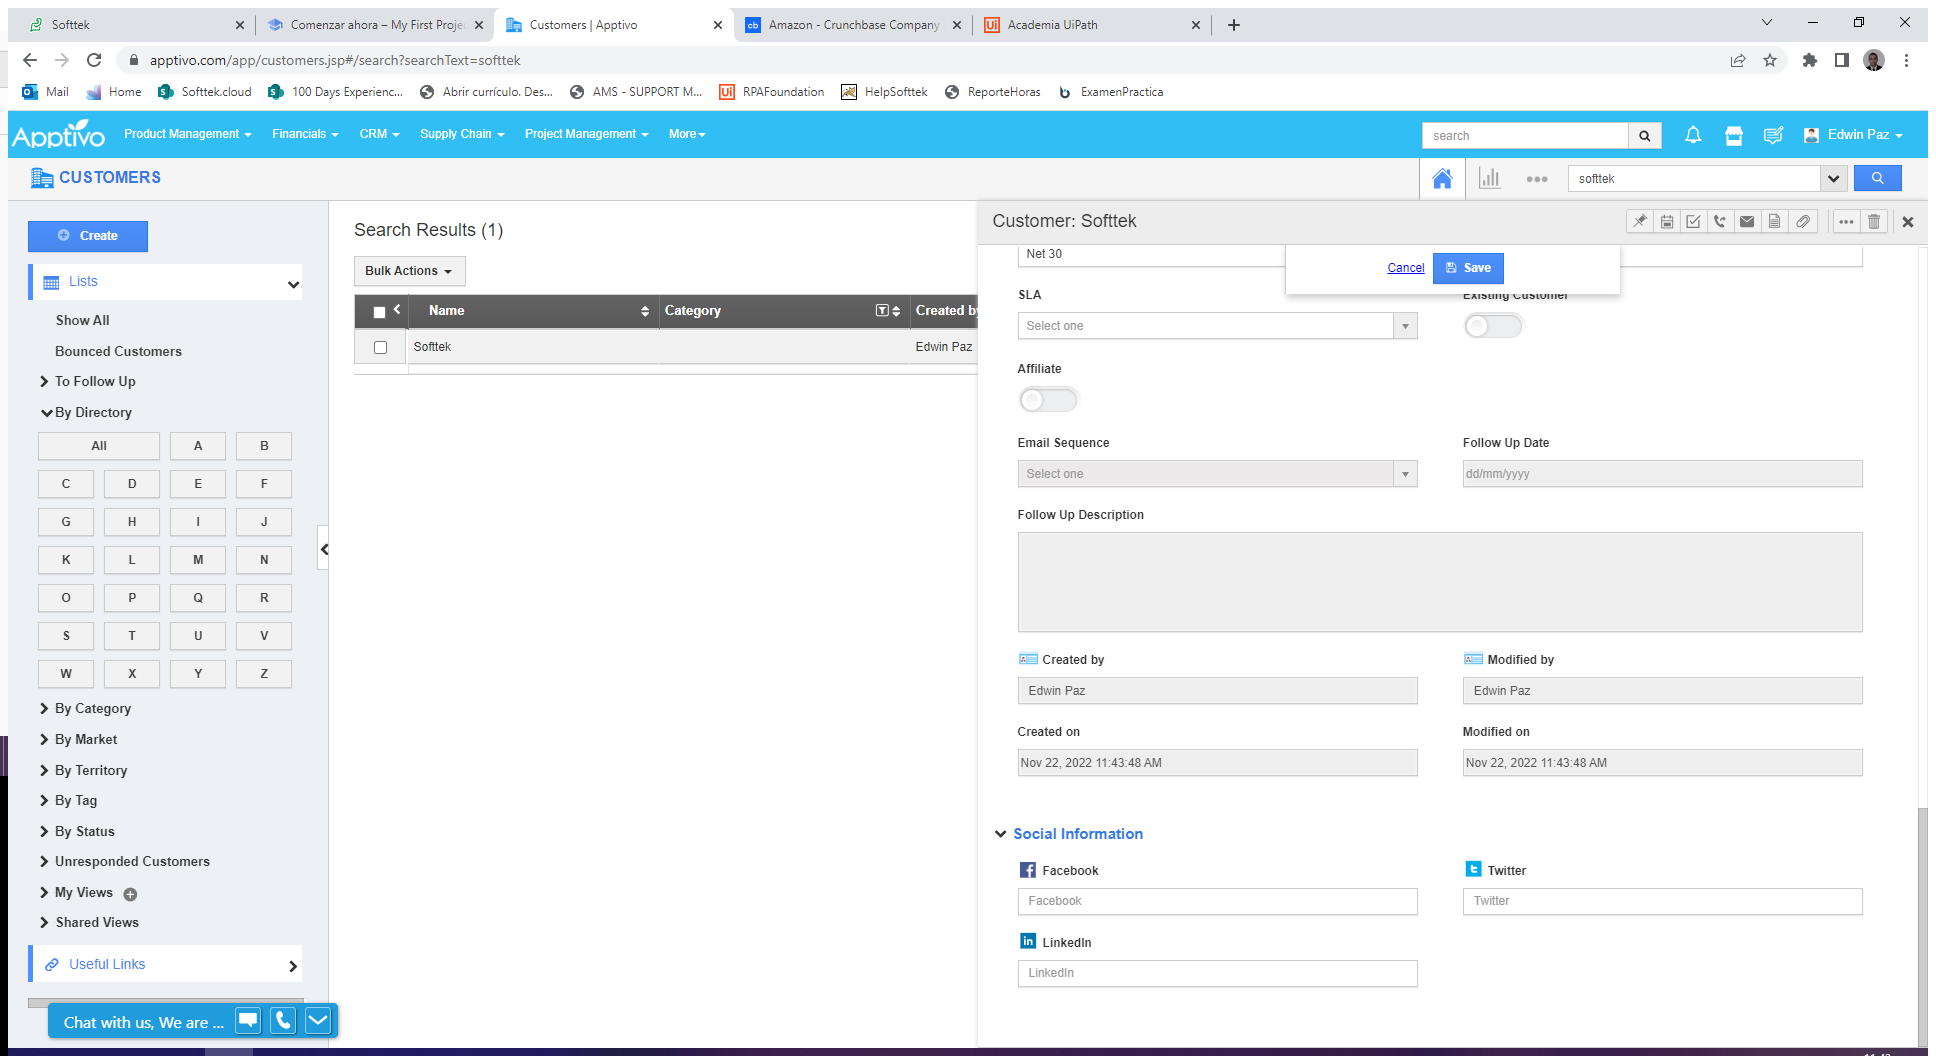 Softtek
Comenzar ahora – My First Projec
Customers | Apptivo
Amazon - Crunchbase Company
Academia UiPath
apptivo.com/app/customers.jsp#/search?searchText=softtek
Mail
Home
Softtek.cloud
100 Days Experienc...
Abrir currículo. Des...
AMS - SUPPORT M...
RPAFoundation
HelpSofttek
ReporteHoras
ExamenPractica
Apptivo
Product Management
Financials
CRM
Supply Chain
Project Management
More
search
Edwin Paz
CUSTOMERS
softtek
Create
Lists
Show All
Bounced Customers
To Follow Up
By Directory
All A B
C D E F
G H I J
K L M N
O P Q R
S T U V
W X Y Z
By Category
By Market
By Territory
By Tag
By Status
Unresponded Customers
My Views
Shared Views
Useful Links
Chat with us, We are ...
Search Results (1)
Bulk Actions
Name Category Created by
Softtek Edwin Paz
Customer: Softtek
Cancel Save
Net 30
SLA
Select one
Existing Customer
Affiliate
Email Sequence
Select one
Follow Up Date
dd/mm/yyyy
Follow Up Description
Created by
Edwin Paz
Modified by
Edwin Paz
Created on
Nov 22, 2022 11:43:48 AM
Modified on
Nov 22, 2022 11:43:48 AM
Social Information
Facebook
Facebook
Twitter
Twitter
LinkedIn
LinkedIn